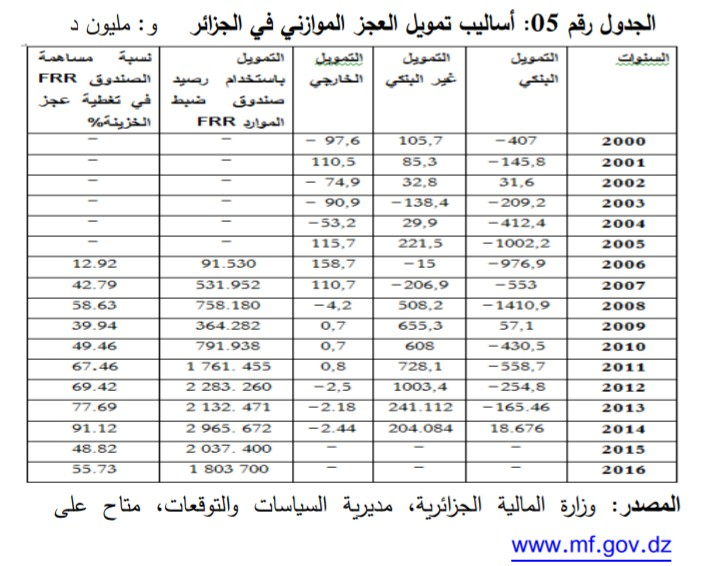 الجدول رقم 05: أساليب تمويل العجز الموازني في الجزائر و: مليون د
السنوات | التمويل البنكي | التمويل غير البنكي | التمويل الخارجي | التمويل باستخدام رصيد صندوق ضبط الموارد FRR | نسبة مساهمة الصندوق FRR في تغطية عجز الخزينة%
2000 | −407 | 105,7 | − 97,6 | − | −
2001 | −145,8 | 85,3 | 110,5 | − | −
2002 | 31,6 | 32,8 | − 74,9 | − | −
2003 | −209,2 | −138,4 | − 90,9 | − | −
2004 | −412,4 | 29,9 | −53,2 | − | −
2005 | −1002,2 | 221,5 | 115,7 | − | −
2006 | −976,9 | −15 | 158,7 | 91.530 | 12.92
2007 | −553 | −206,9 | 110,7 | 531.952 | 42.79
2008 | −1410,9 | 508,2 | −4,2 | 758.180 | 58.63
2009 | 57,1 | 655,3 | 0,7 | 364.282 | 39.94
2010 | −430,5 | 608 | 0,7 | 791.938 | 49.46
2011 | −558,7 | 728,1 | 0,8 | 1 761. 455 | 67.46
2012 | −254,8 | 1003,4 | −2,5 | 2 283. 260 | 69.42
2013 | −165.46 | 241.112 | −2.18 | 2 132. 471 | 77.69
2014 | 18.676 | 204.084 | −2.44 | 2 965. 672 | 91.12
2015 | − | − | − | 2 037. 400 | 48.82
2016 | − | − | − | 1 803 700 | 55.73
المصدر: وزارة المالية الجزائرية، مديرية السياسات والتوقعات، متاح على
www.mf.gov.dz